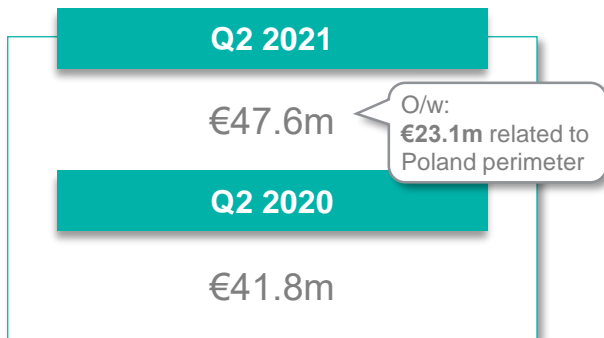 Q2 2021
€47.6m
O/w:
€23.1m related to
Poland perimeter
Q2 2020
€41.8m